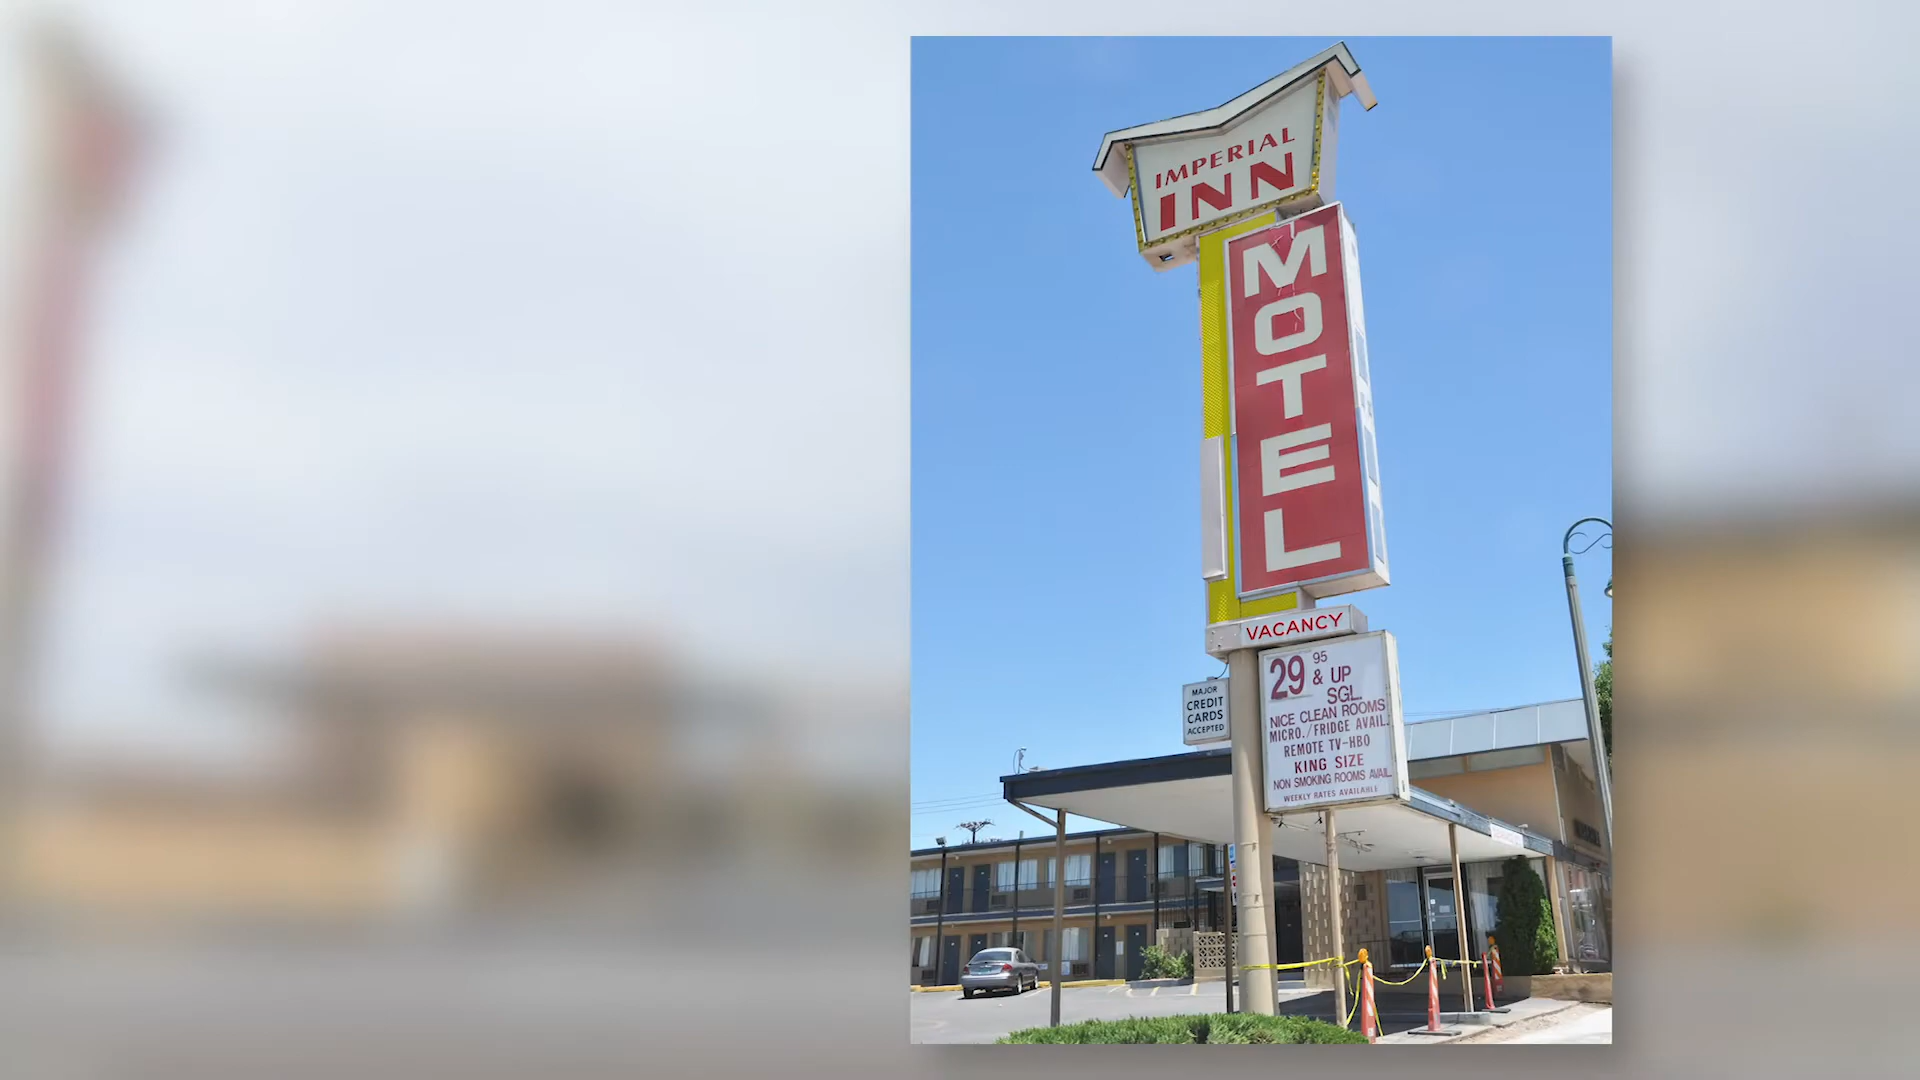 IMPERIAL
INN
MOTEL
VACANCY
29 95
& UP
SGL.
NICE CLEAN ROOMS
MICRO./FRIDGE AVAIL.
REMOTE TV-HBO
KING SIZE
NON SMOKING ROOMS AVAIL.
WEEKLY RATES AVAILABLE
MAJOR
CREDIT
CARDS
ACCEPTED